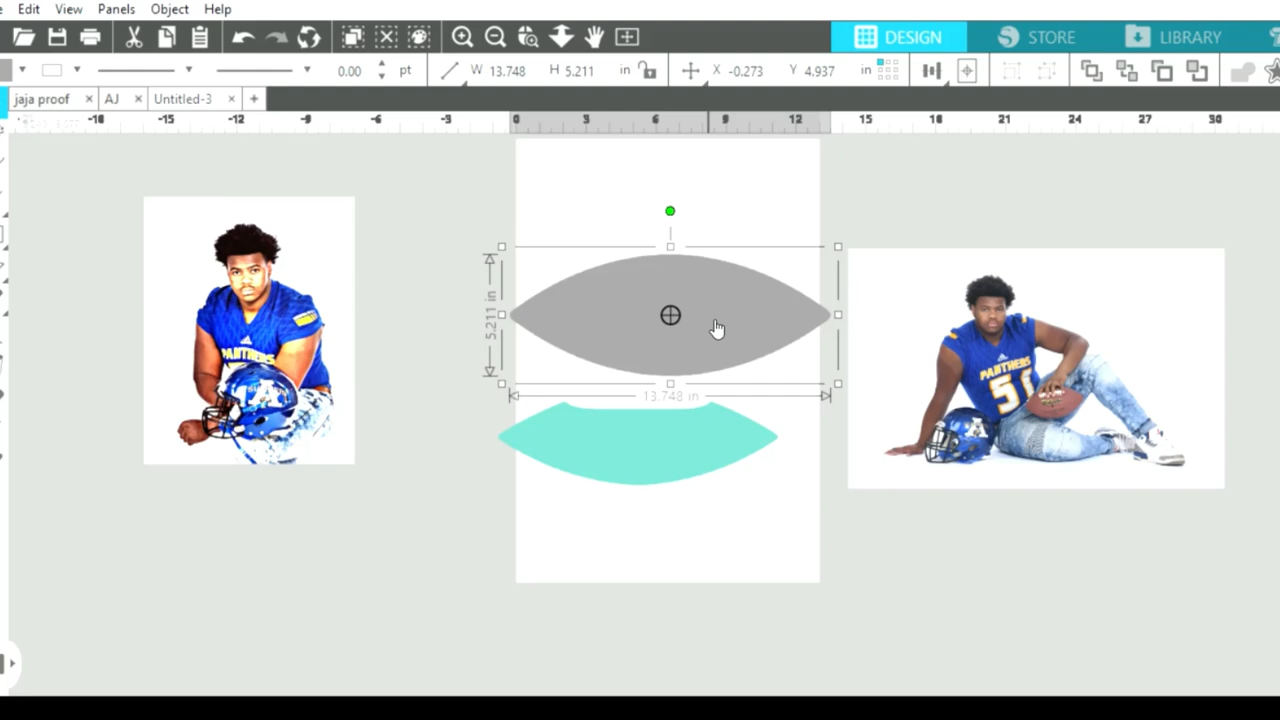 Edit View Panels Object Help
DESIGN STORE LIBRARY
0.00 pt W 13.748 H 5.211 in X -0.273 Y 4.937 in
jaja proof × AJ × Untitled-3 × +
-18 -15 -12 -9 -6 -3 0 3 6 9 12 15 18 21 24 27 30
5.211 in
13.748 in
PANTHERS
PANTHERS
51
A
A